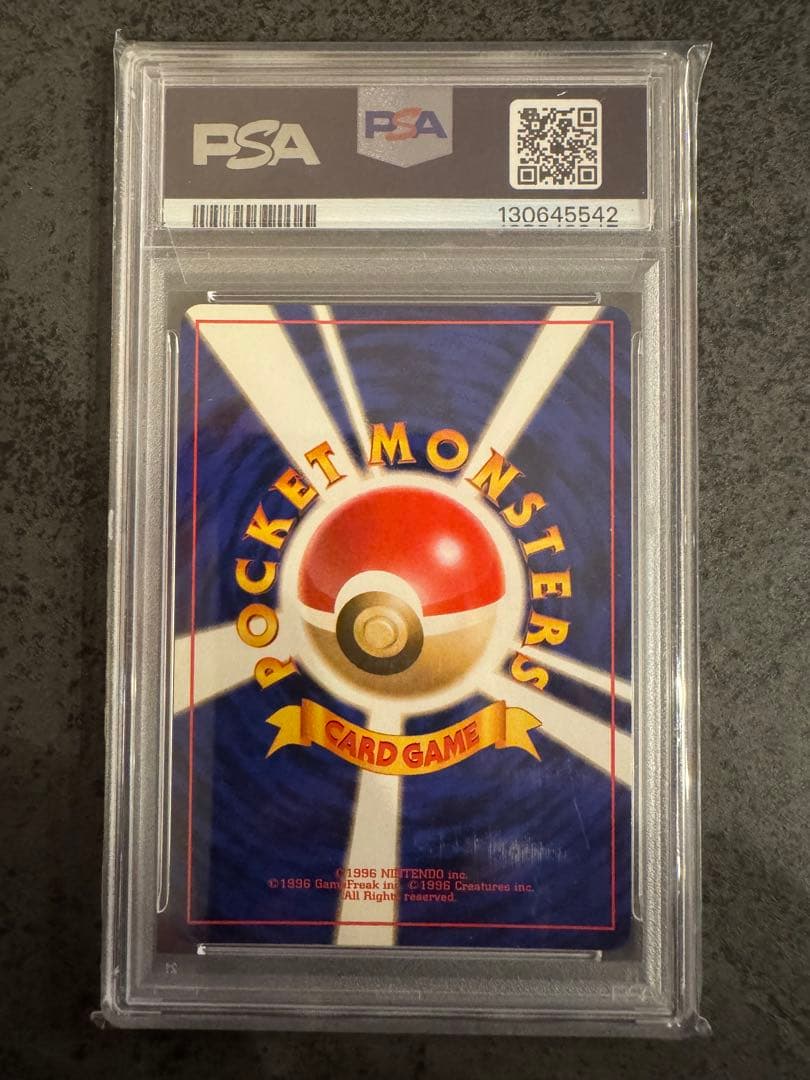 PSA PSA
130645542
POCKET MONSTERS
CARD GAME
©1996 NINTENDO inc.
©1996 GameFreak inc. ©1996 Creatures inc.
All Rights reserved.